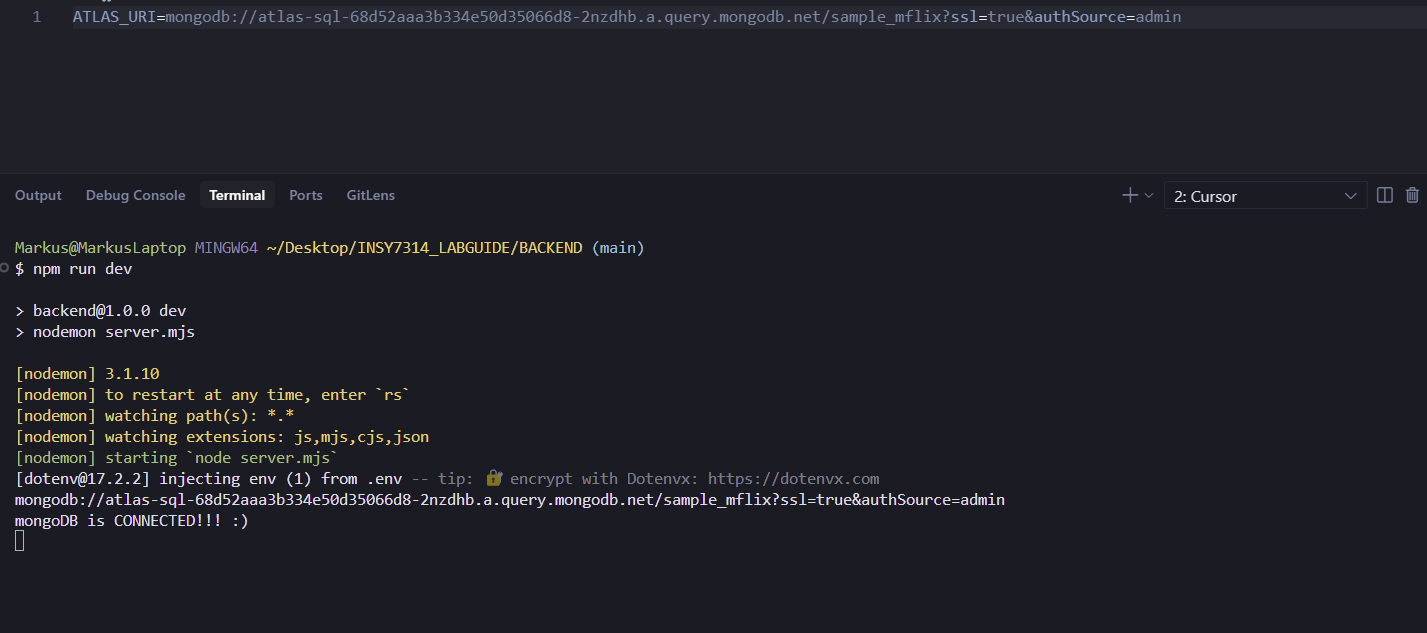 1 ATLAS_URI=mongodb://atlas-sql-68d52aaa3b334e50d35066d8-2nzdhb.a.query.mongodb.net/sample_mflix?ssl=true&authSource=admin
Output Debug Console Terminal Ports GitLens 2: Cursor
Markus@MarkusLaptop MINGW64 ~/Desktop/INSY7314_LABGUIDE/BACKEND (main)
$ npm run dev
> backend@1.0.0 dev
> nodemon server.mjs
[nodemon] 3.1.10
[nodemon] to restart at any time, enter `rs`
[nodemon] watching path(s): *.*
[nodemon] watching extensions: js,mjs,cjs,json
[nodemon] starting `node server.mjs`
[dotenv@17.2.2] injecting env (1) from .env -- tip: 🔐 encrypt with Dotenvx: https://dotenvx.com
mongodb://atlas-sql-68d52aaa3b334e50d35066d8-2nzdhb.a.query.mongodb.net/sample_mflix?ssl=true&authSource=admin
mongoDB is CONNECTED!!! :)